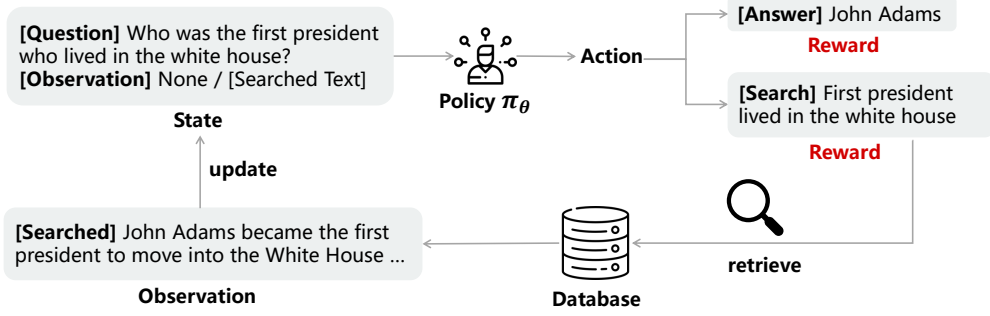 [Question] Who was the first president
who lived in the white house?
[Observation] None / [Searched Text]
State
Policy πθ
Action
[Answer] John Adams
Reward
[Search] First president
lived in the white house
Reward
update
[Searched] John Adams became the first
president to move into the White House ...
Observation
Database
retrieve